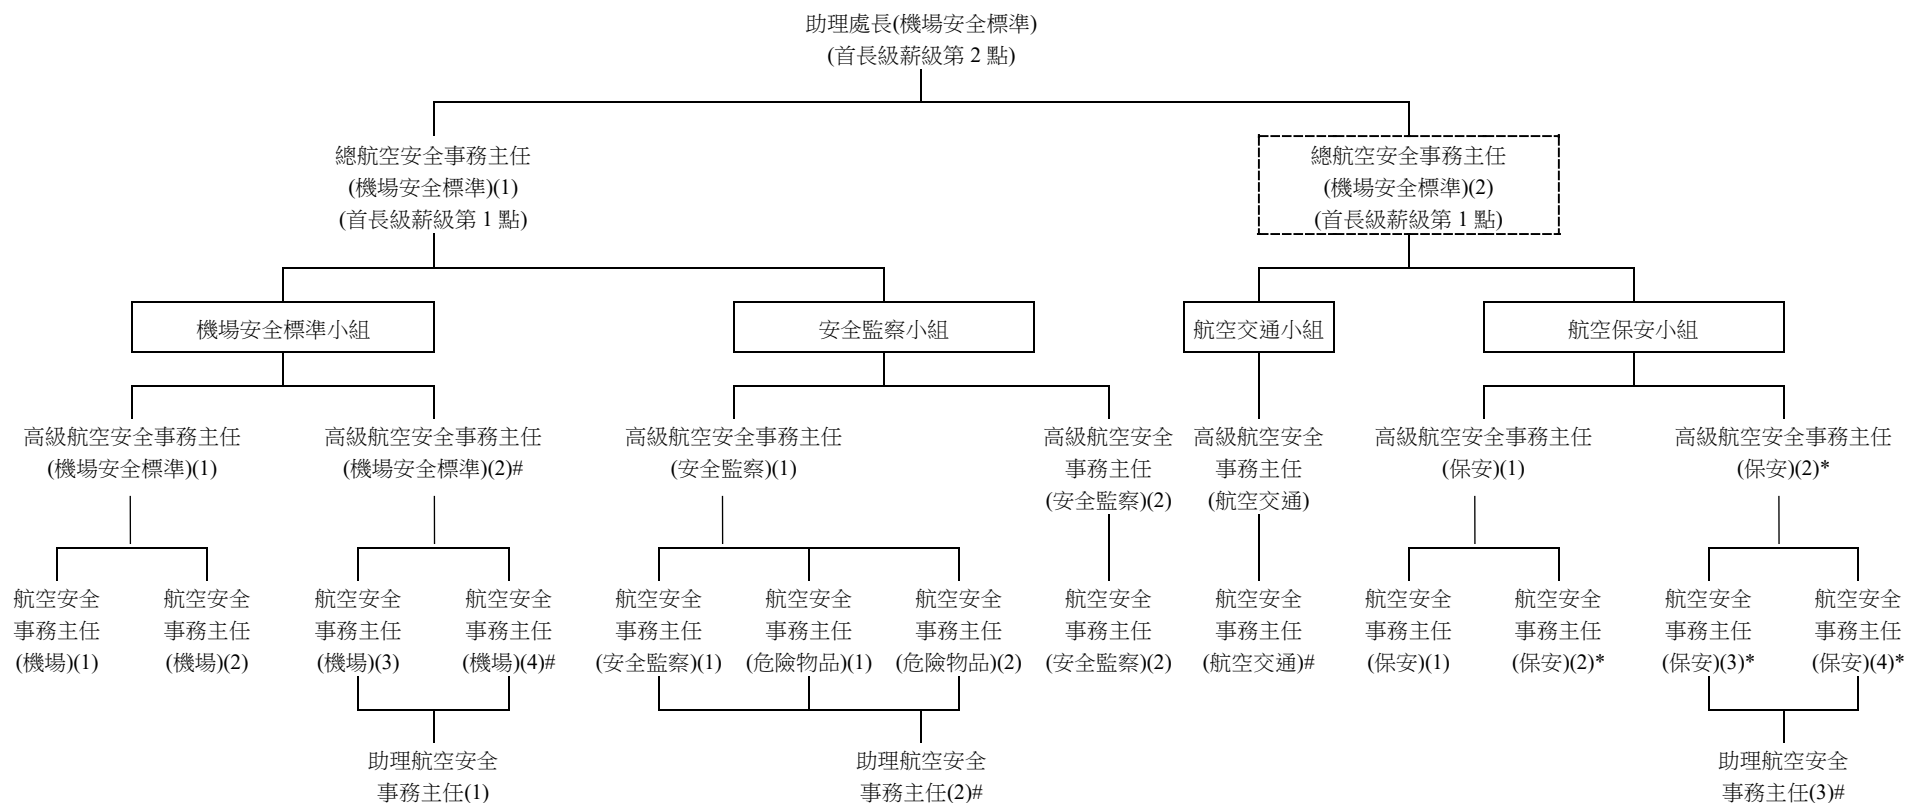 助理處長(機場安全標準)
(首長級薪級第 2 點)
總航空安全事務主任
(機場安全標準)(1)
(首長級薪級第 1 點)
總航空安全事務主任
(機場安全標準)(2)
(首長級薪級第 1 點)
機場安全標準小組
安全監察小組
航空交通小組
航空保安小組
高級航空安全事務主任
(機場安全標準)(1)
高級航空安全事務主任
(機場安全標準)(2)#
高級航空安全事務主任
(安全監察)(1)
高級航空安全
事務主任
(安全監察)(2)
高級航空安全
事務主任
(航空交通)
高級航空安全事務主任
(保安)(1)
高級航空安全事務主任
(保安)(2)*
航空安全
事務主任
(機場)(1)
航空安全
事務主任
(機場)(2)
航空安全
事務主任
(機場)(3)
航空安全
事務主任
(機場)(4)#
航空安全
事務主任
(安全監察)(1)
航空安全
事務主任
(危險物品)(1)
航空安全
事務主任
(危險物品)(2)
航空安全
事務主任
(安全監察)(2)
航空安全
事務主任
(航空交通)#
航空安全
事務主任
(保安)(1)
航空安全
事務主任
(保安)(2)*
航空安全
事務主任
(保安)(3)*
航空安全
事務主任
(保安)(4)*
助理航空安全
事務主任(1)
助理航空安全
事務主任(2)#
助理航空安全
事務主任(3)#